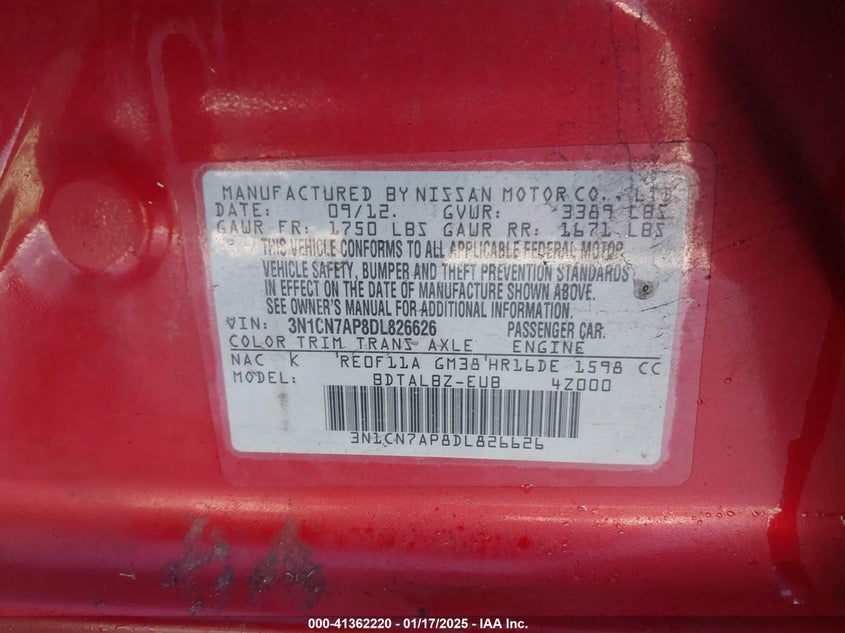 MANUFACTURED BY NISSAN MOTOR CO., LTD
DATE: 09/12. GVWR: 3389 LBS
GAWR FR: 1750 LBS GAWR RR: 1671 LBS
THIS VEHICLE CONFORMS TO ALL APPLICABLE FEDERAL MOTOR
VEHICLE SAFETY, BUMPER AND THEFT PREVENTION STANDARDS
IN EFFECT ON THE DATE OF MANUFACTURE SHOWN ABOVE.
SEE OWNER'S MANUAL FOR ADDITIONAL INFORMATION.
VIN: 3N1CN7AP8DL826626 PASSENGER CAR.
COLOR TRIM TRANS AXLE ENGINE
NAC K RE0F11A GM38 HR16DE 1598 CC
MODEL: BDTALBZ-EUB 4Z000
3N1CN7AP8DL826626
000-41362220 - 01/17/2025 - IAA Inc.